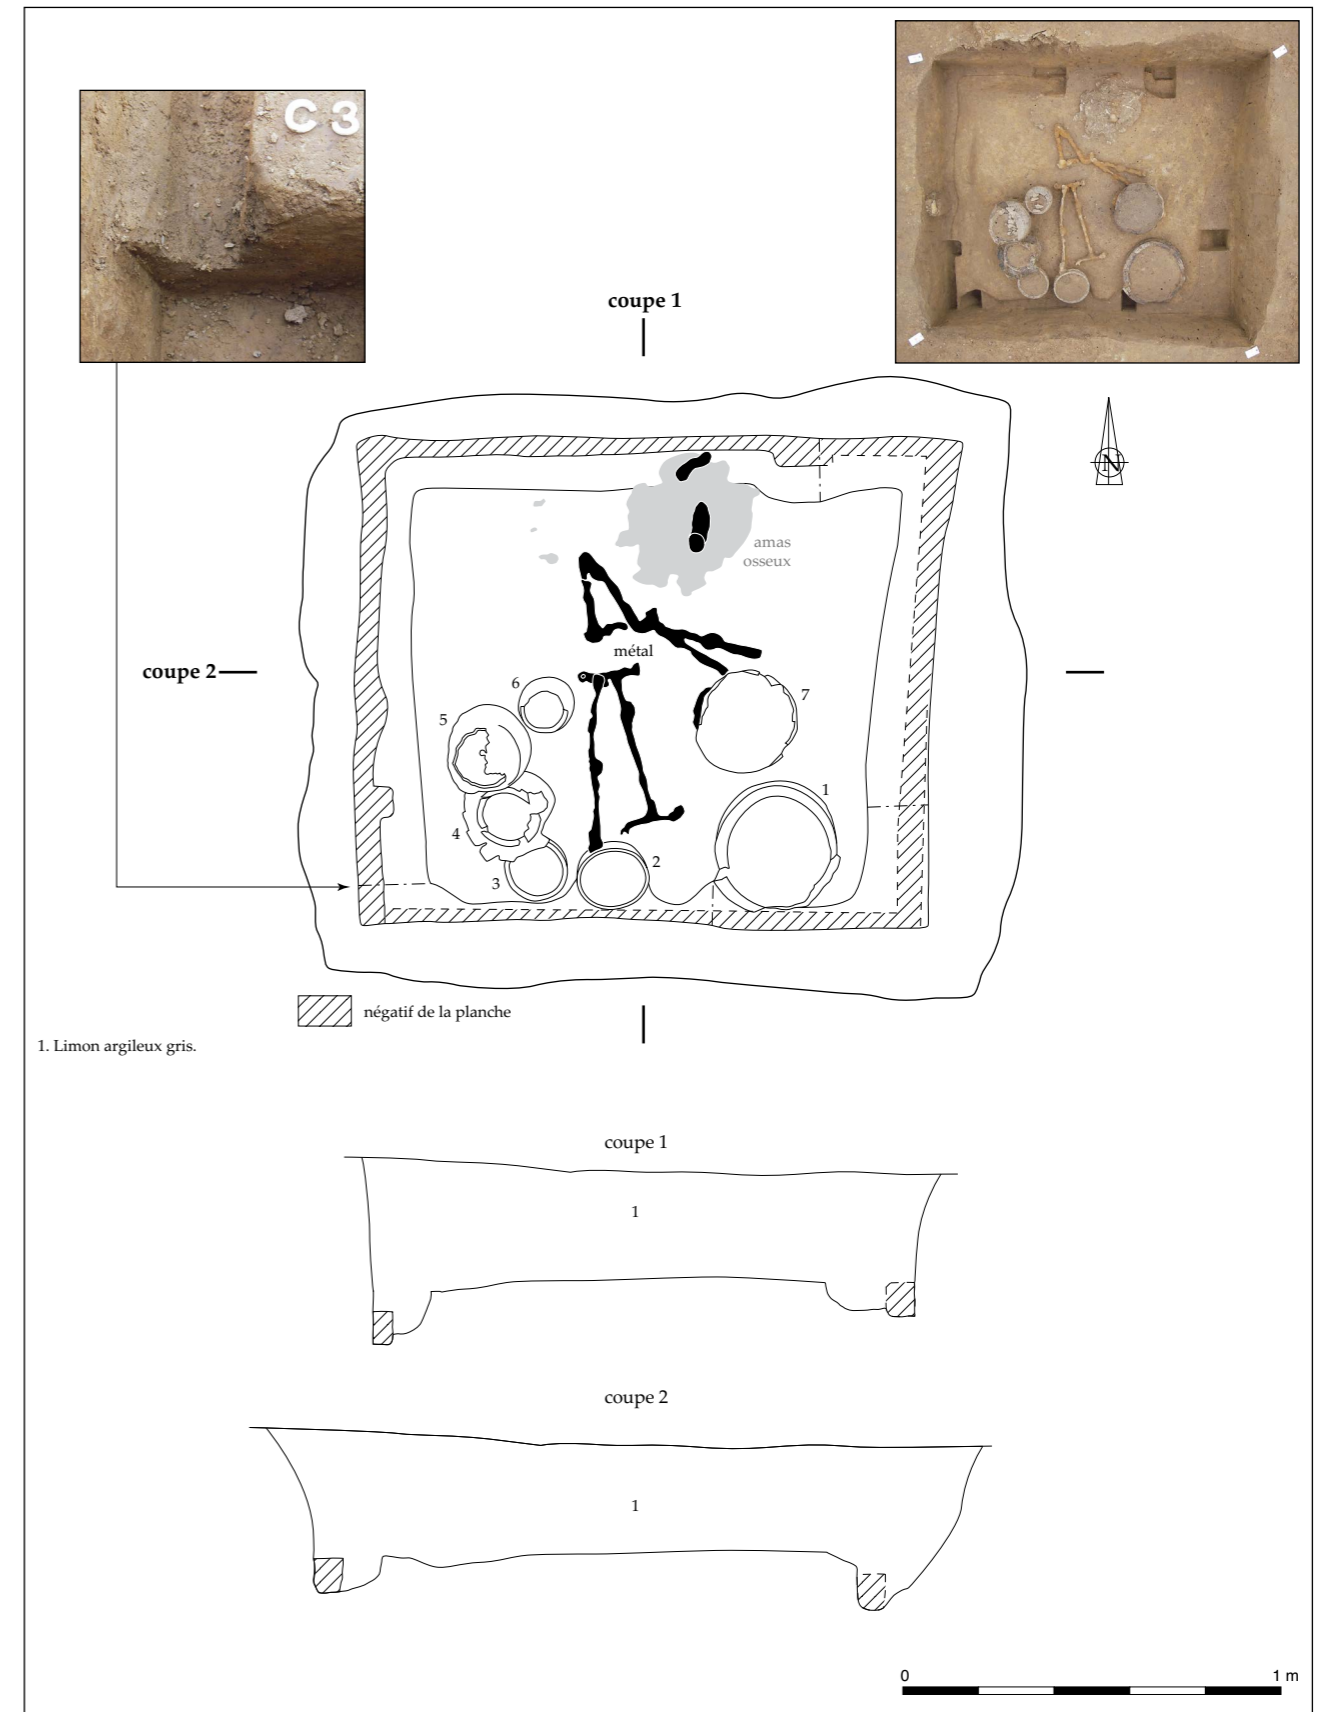 C 3
coupe 1
N
amas
osseux
métal
coupe 2
6
7
5
1
4
2
3
négatif de la planche
1. Limon argileux gris.
coupe 1
1
coupe 2
1
0 1 m